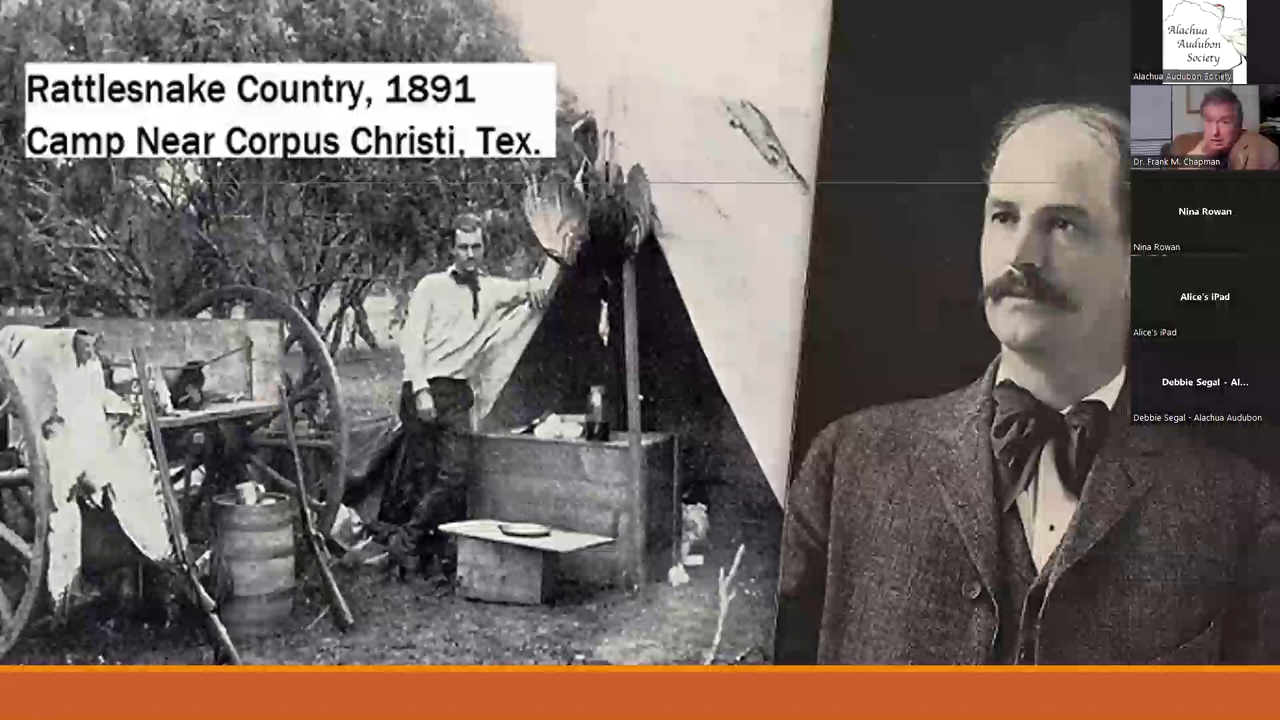 Rattlesnake Country, 1891
Camp Near Corpus Christi, Tex.
Alachua
Audubon
Society
Alachua Audubon Society
Dr. Frank M. Chapman
Nina Rowan
Nina Rowan
Alice's iPad
Alice's iPad
Debbie Segal - Al...
Debbie Segal - Alachua Audubon